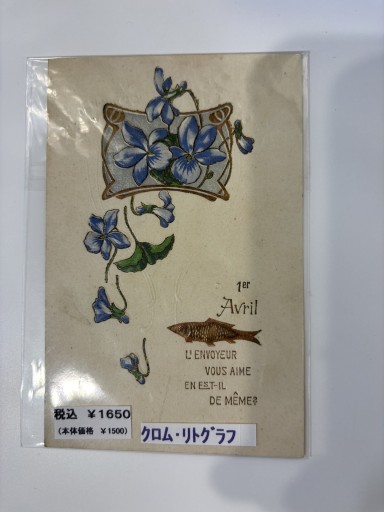 1er
Avril
L'ENVOYEUR
VOUS AIME
EN EST-IL
DE MÊME?
税込 ¥1650
(本体価格 ¥1500)
クロム・リトグラフ